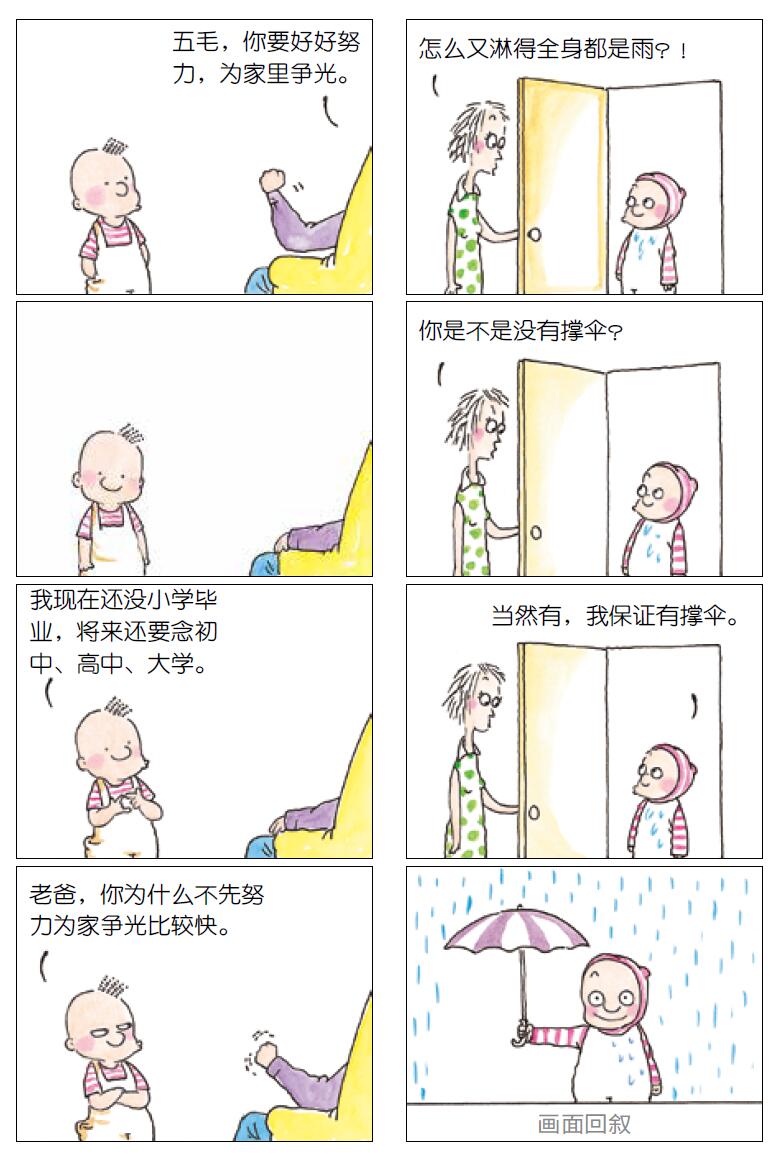 五毛，你要好好努
力，为家里争光。
我现在还没小学毕
业，将来还要念初
中、高中、大学。
老爸，你为什么不先努
力为家争光比较快。
怎么又淋得全身都是雨？！
你是不是没有撑伞？
当然有，我保证有撑伞。
画面回叙